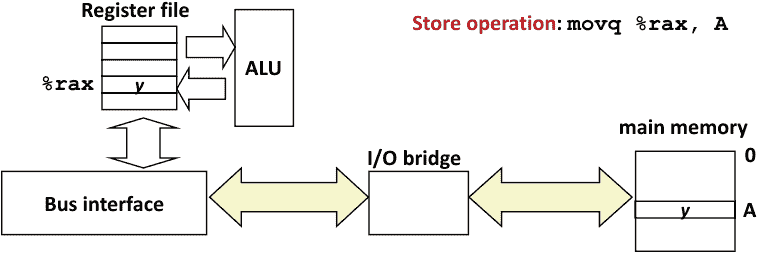 Register file
Store operation: movq %rax, A
ALU
%rax
y
main memory
0
I/O bridge
Bus interface
y
A